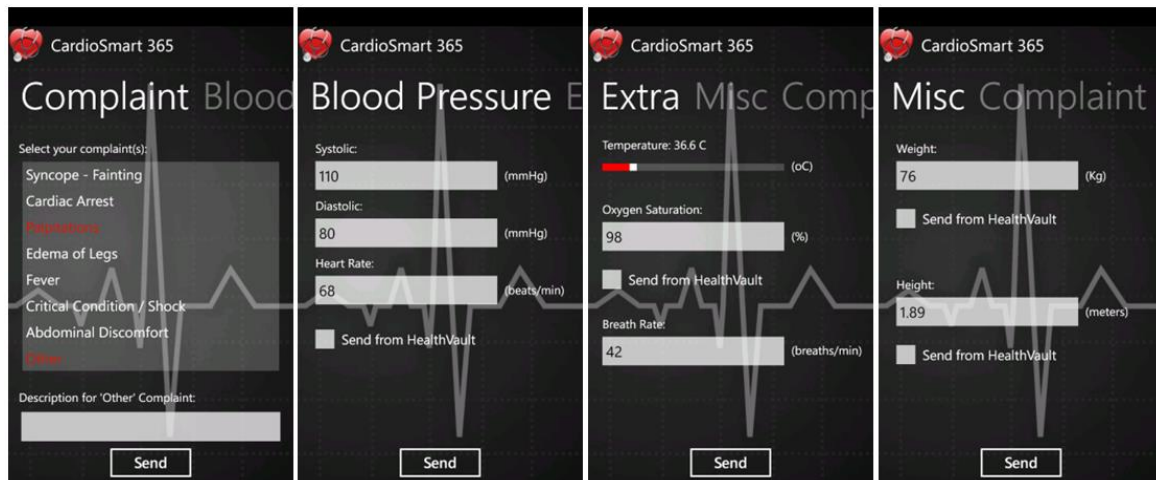 CardioSmart 365
Complaint Blood
Select your complaint(s):
Syncope - Fainting
Cardiac Arrest
Palpitations
Edema of Legs
Fever
Critical Condition / Shock
Abdominal Discomfort
Other
Description for 'Other' Complaint:
Send
CardioSmart 365
Blood Pressure E
Systolic:
110 (mmHg)
Diastolic:
80 (mmHg)
Heart Rate:
68 (beats/min)
Send from HealthVault
Send
CardioSmart 365
Extra Misc Comp
Temperature: 36.6 C
(oC)
Oxygen Saturation:
98 (%)
Send from HealthVault
Breath Rate:
42 (breaths/min)
Send
CardioSmart 365
Misc Complaint
Weight:
76 (Kg)
Send from HealthVault
Height:
1.89 (meters)
Send from HealthVault
Send